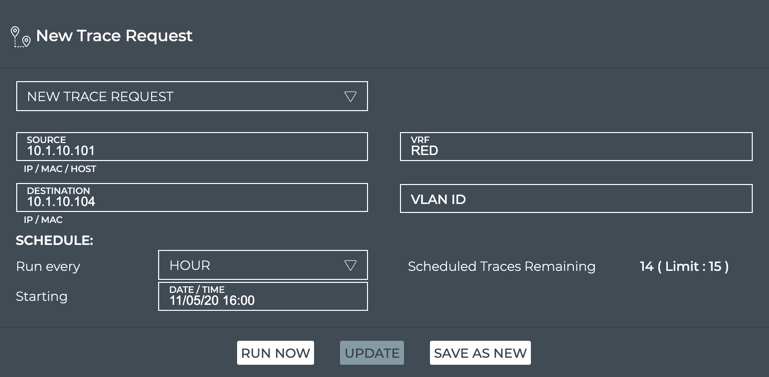 New Trace Request
NEW TRACE REQUEST
SOURCE
10.1.10.101
IP / MAC / HOST
VRF
RED
DESTINATION
10.1.10.104
IP / MAC
VLAN ID
SCHEDULE:
Run every HOUR Scheduled Traces Remaining 14 ( Limit : 15 )
Starting DATE / TIME
11/05/20 16:00
RUN NOW UPDATE SAVE AS NEW